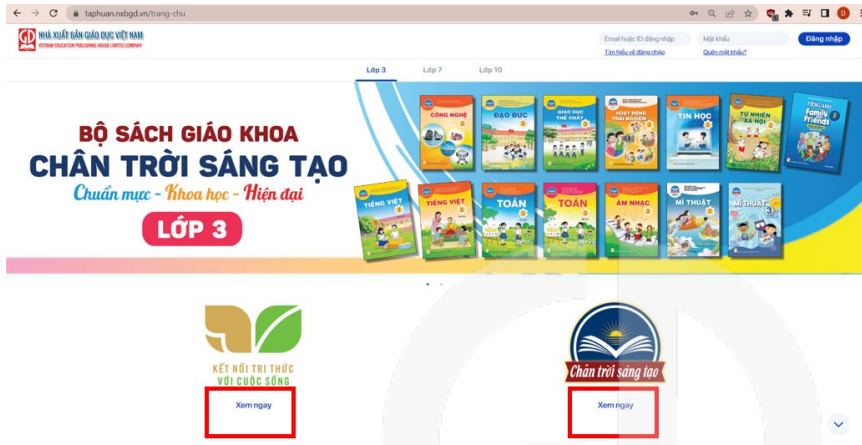 taphuan.nxbgd.vn/trang-chu
NHÀ XUẤT BẢN GIÁO DỤC VIỆT NAM
VIETNAM EDUCATION PUBLISHING HOUSE LIMITED COMPANY
Email hoặc ID đăng nhập
Mật khẩu
Đăng nhập
Tìm hiểu về đăng nhập
Quên mật khẩu?
Lớp 3
Lớp 7
Lớp 10
BỘ SÁCH GIÁO KHOA
CHÂN TRỜI SÁNG TẠO
Chuẩn mực - Khoa học - Hiện đại
LỚP 3
CÔNG NGHỆ
ĐẠO ĐỨC
GIÁO DỤC THỂ CHẤT
HOẠT ĐỘNG TRẢI NGHIỆM
TIN HỌC
TỰ NHIÊN XÃ HỘI
TIẾNG ANH
Family and Friends
TIẾNG VIỆT
TIẾNG VIỆT
TOÁN
TOÁN
ÂM NHẠC
MĨ THUẬT
MĨ THUẬT
KẾT NỐI TRI THỨC
VỚI CUỘC SỐNG
Chân trời sáng tạo
Xem ngay
Xem ngay